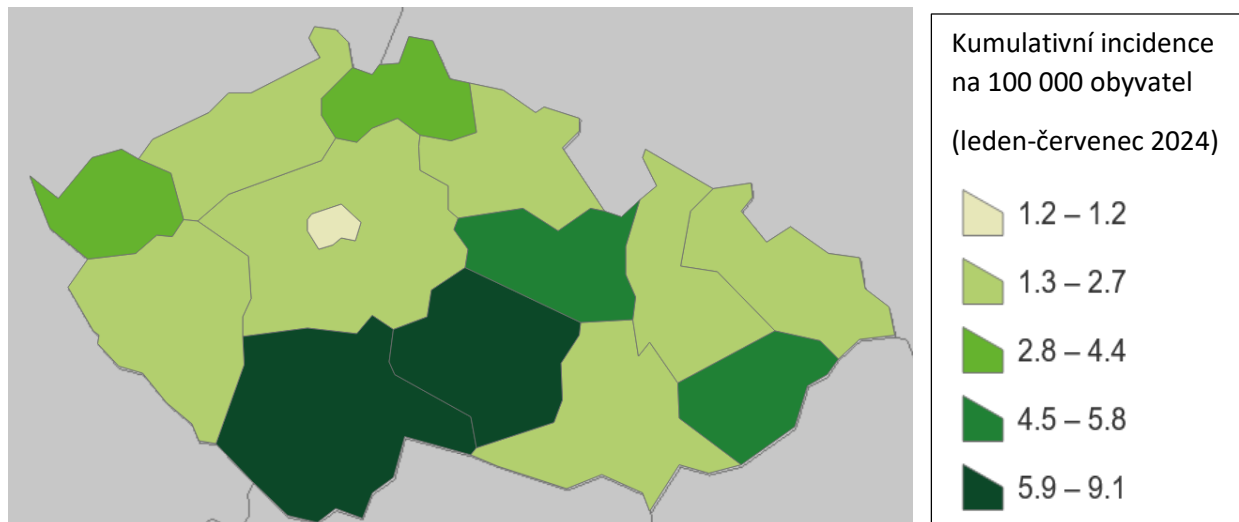 Kumulativní incidence
na 100 000 obyvatel
(leden-červenec 2024)
1.2 – 1.2
1.3 – 2.7
2.8 – 4.4
4.5 – 5.8
5.9 – 9.1